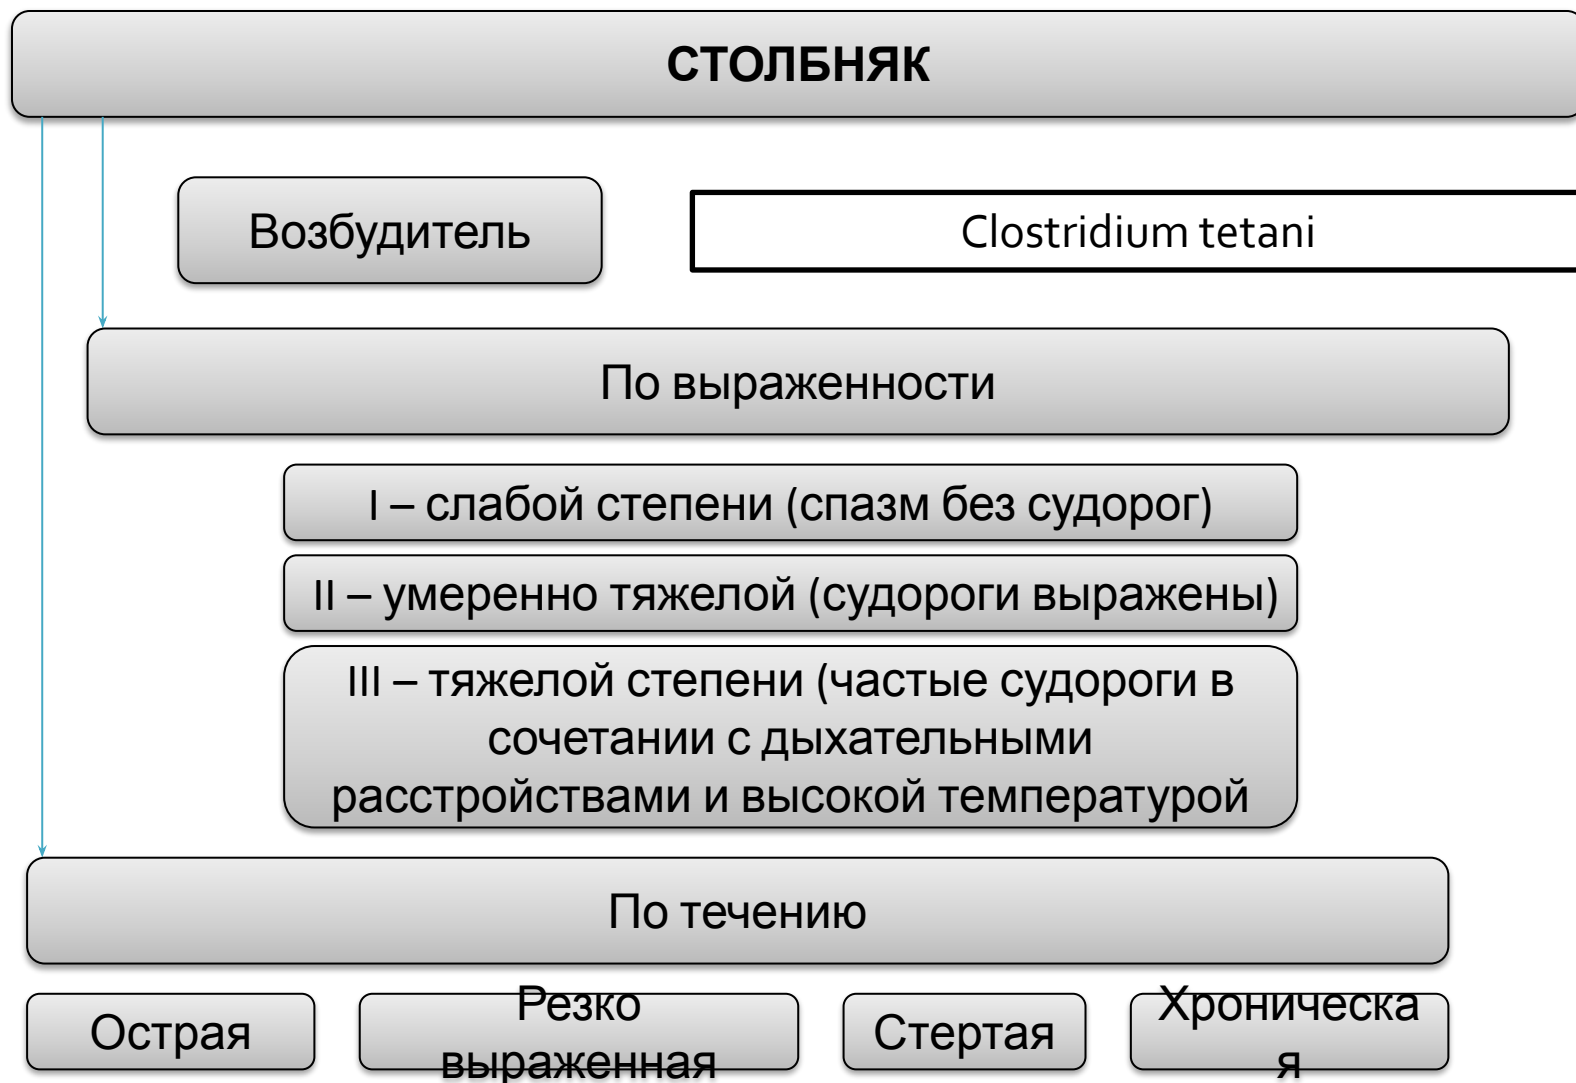 СТОЛБНЯК
Возбудитель
Clostridium tetani
По выраженности
I – слабой степени (спазм без судорог)
II – умеренно тяжелой (судороги выражены)
III – тяжелой степени (частые судороги в
сочетании с дыхательными
расстройствами и высокой температурой
По течению
Острая
Резко
выраженная
Стертая
Хроническа
я